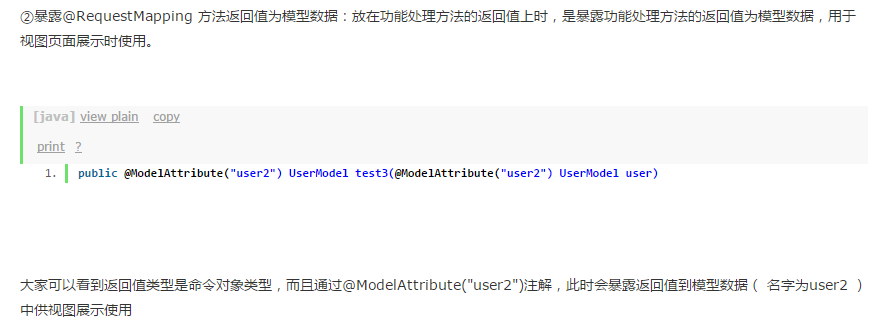 ②暴露@RequestMapping 方法返回值为模型数据：放在功能处理方法的返回值上时，是暴露功能处理方法的返回值为模型数据，用于
视图页面展示时使用。
[java] view plain copy
print ?
1. public @ModelAttribute("user2") UserModel test3(@ModelAttribute("user2") UserModel user)
大家可以看到返回值类型是命令对象类型，而且通过@ModelAttribute("user2")注解，此时会暴露返回值到模型数据（ 名字为user2 ）
中供视图展示使用